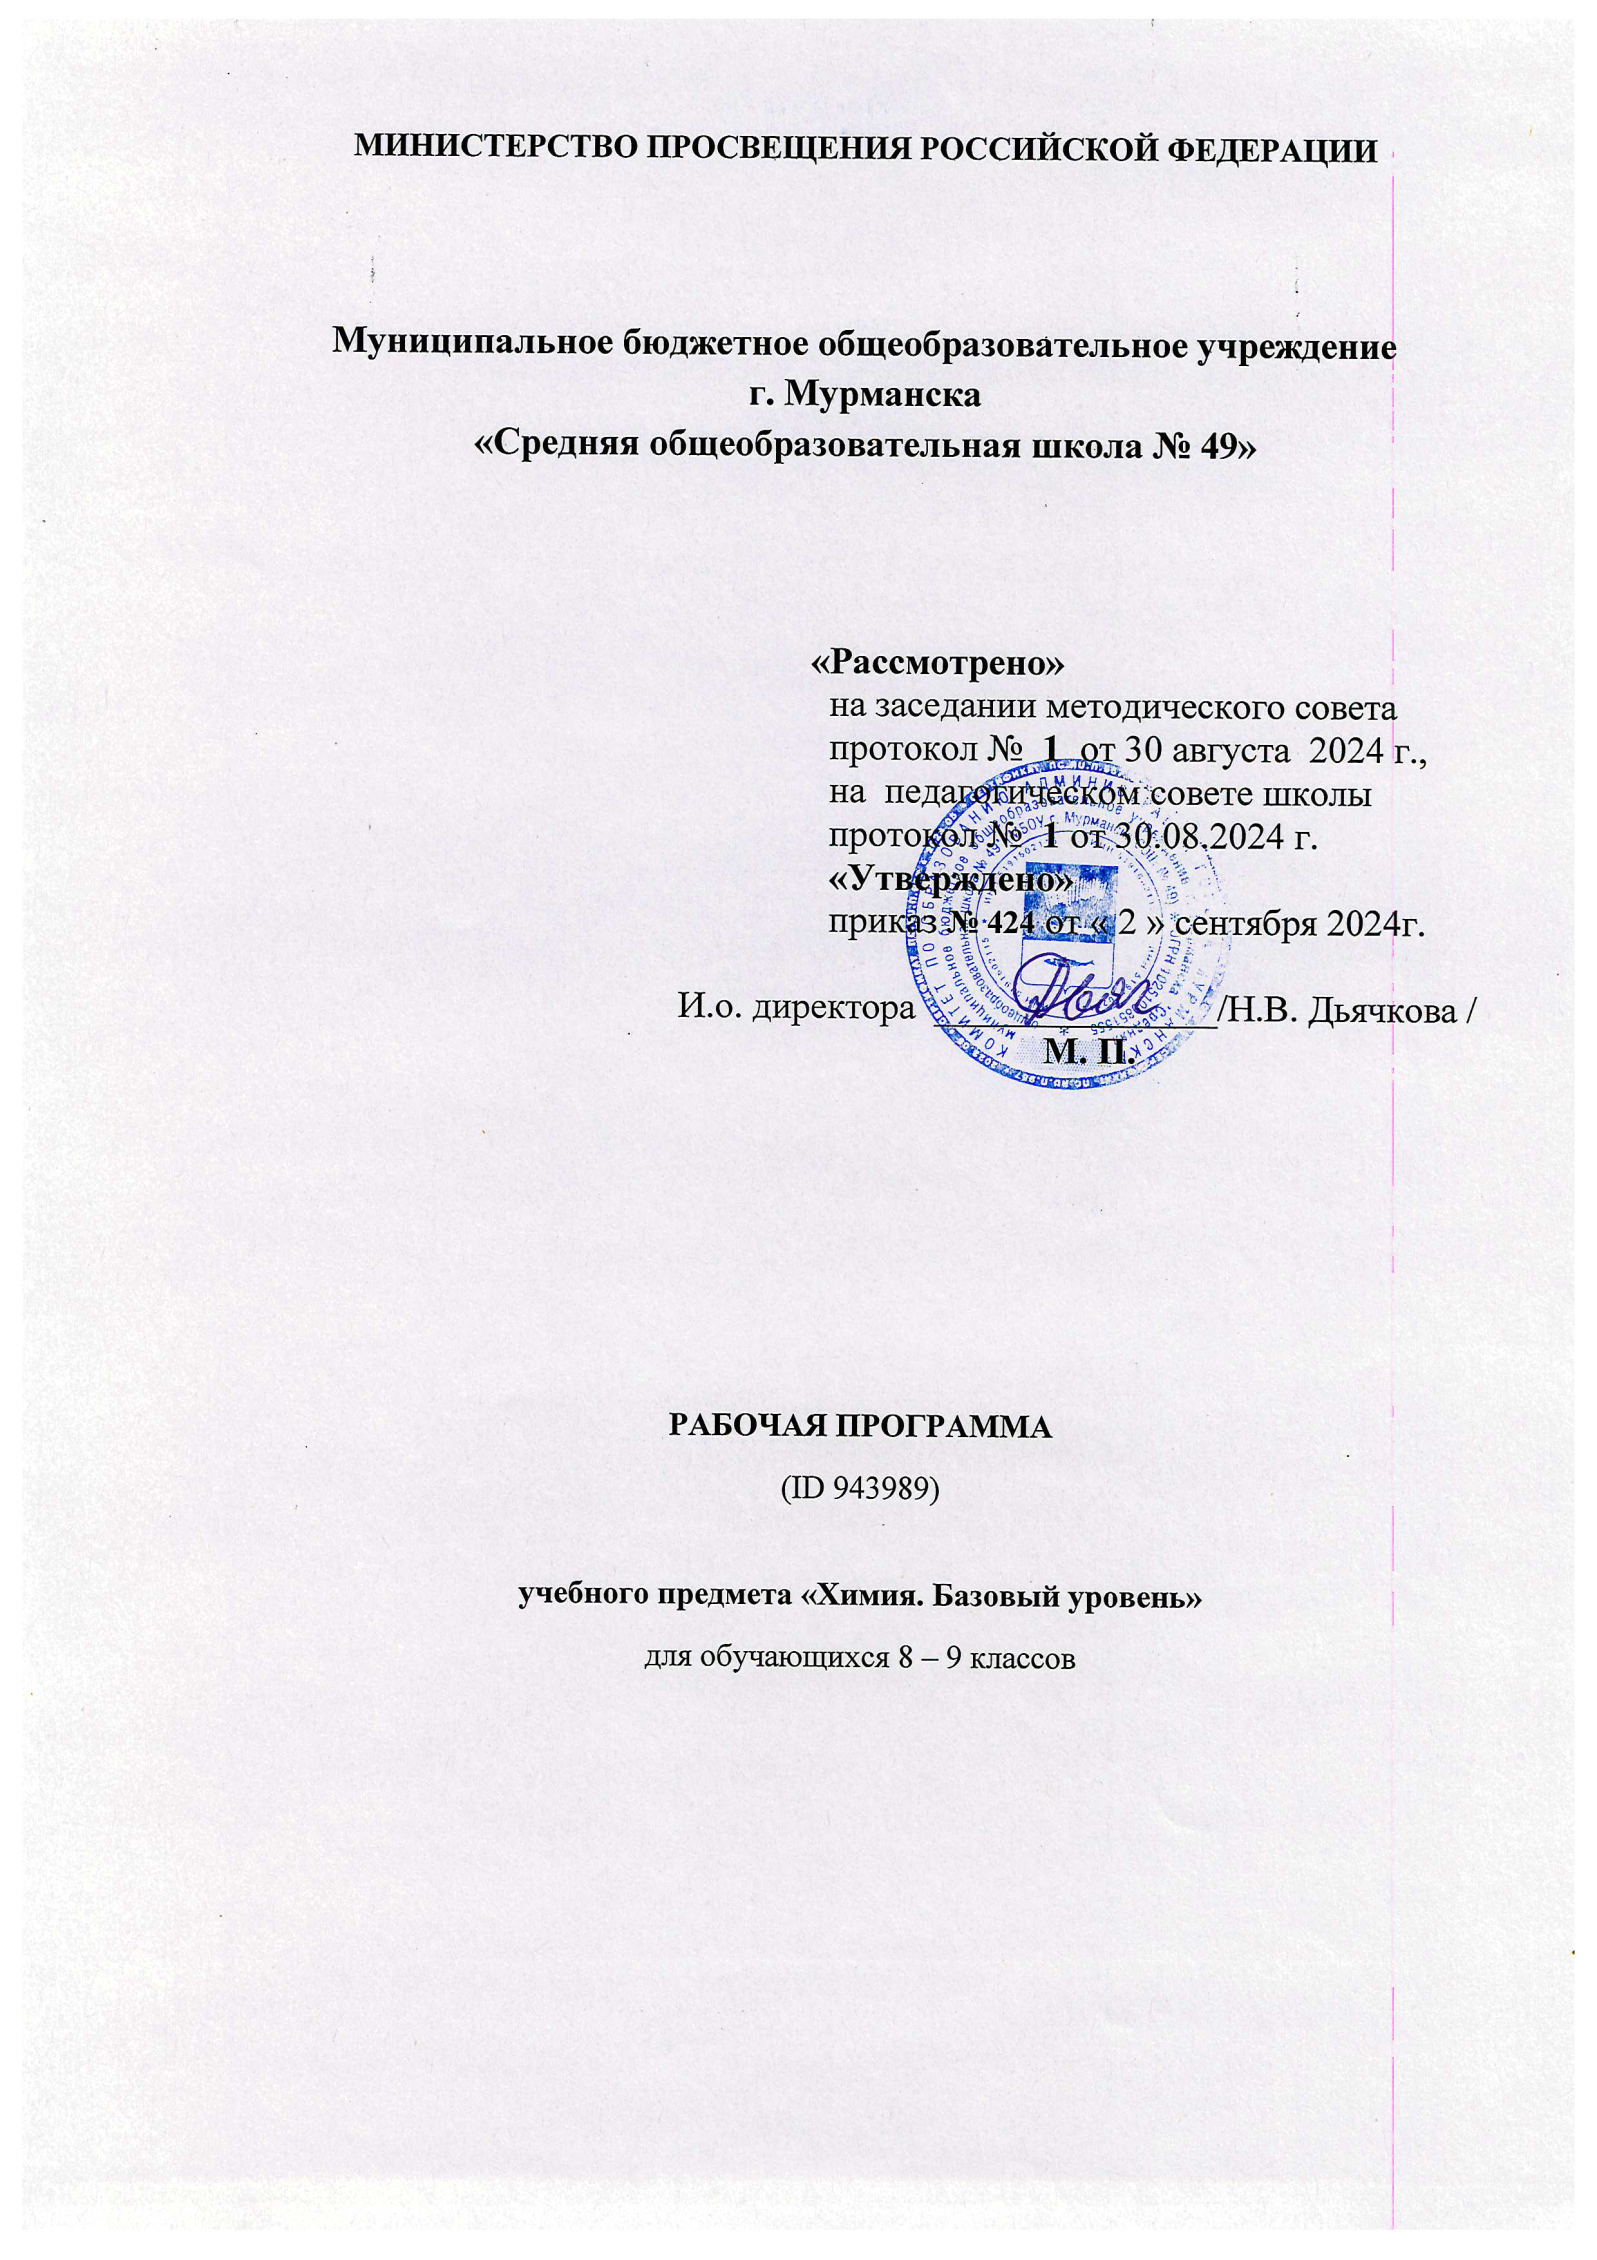 МИНИСТЕРСТВО ПРОСВЕЩЕНИЯ РОССИЙСКОЙ ФЕДЕРАЦИИ
Муниципальное бюджетное общеобразовательное учреждение
г. Мурманска
«Средняя общеобразовательная школа № 49»
«Рассмотрено»
на заседании методического совета
протокол № 1 от 30 августа 2024 г.,
на педагогическом совете школы
протокол № 1 от 30.08.2024 г.
«Утверждено»
приказ № 424 от « 2 » сентября 2024г.
И.о. директора ______________/Н.В. Дьячкова /
М. П.
РАБОЧАЯ ПРОГРАММА
(ID 943989)
учебного предмета «Химия. Базовый уровень»
для обучающихся 8 – 9 классов